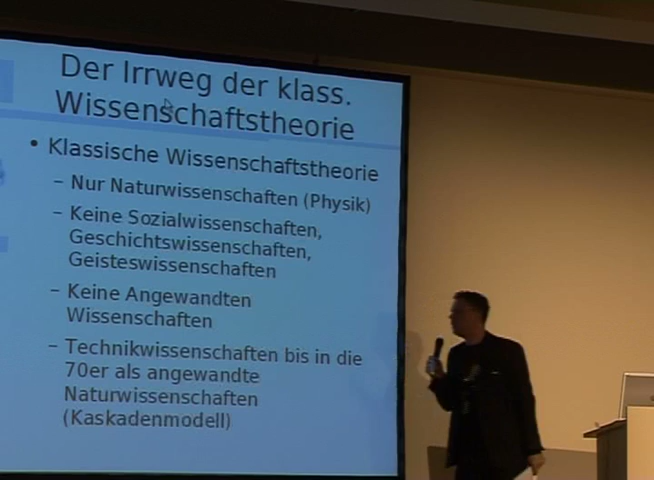 Der Irrweg der klass.
Wissenschaftstheorie
• Klassische Wissenschaftstheorie
– Nur Naturwissenschaften (Physik)
– Keine Sozialwissenschaften,
Geschichtswissenschaften,
Geisteswissenschaften
– Keine Angewandten
Wissenschaften
– Technikwissenschaften bis in die
70er als angewandte
Naturwissenschaften
(Kaskadenmodell)